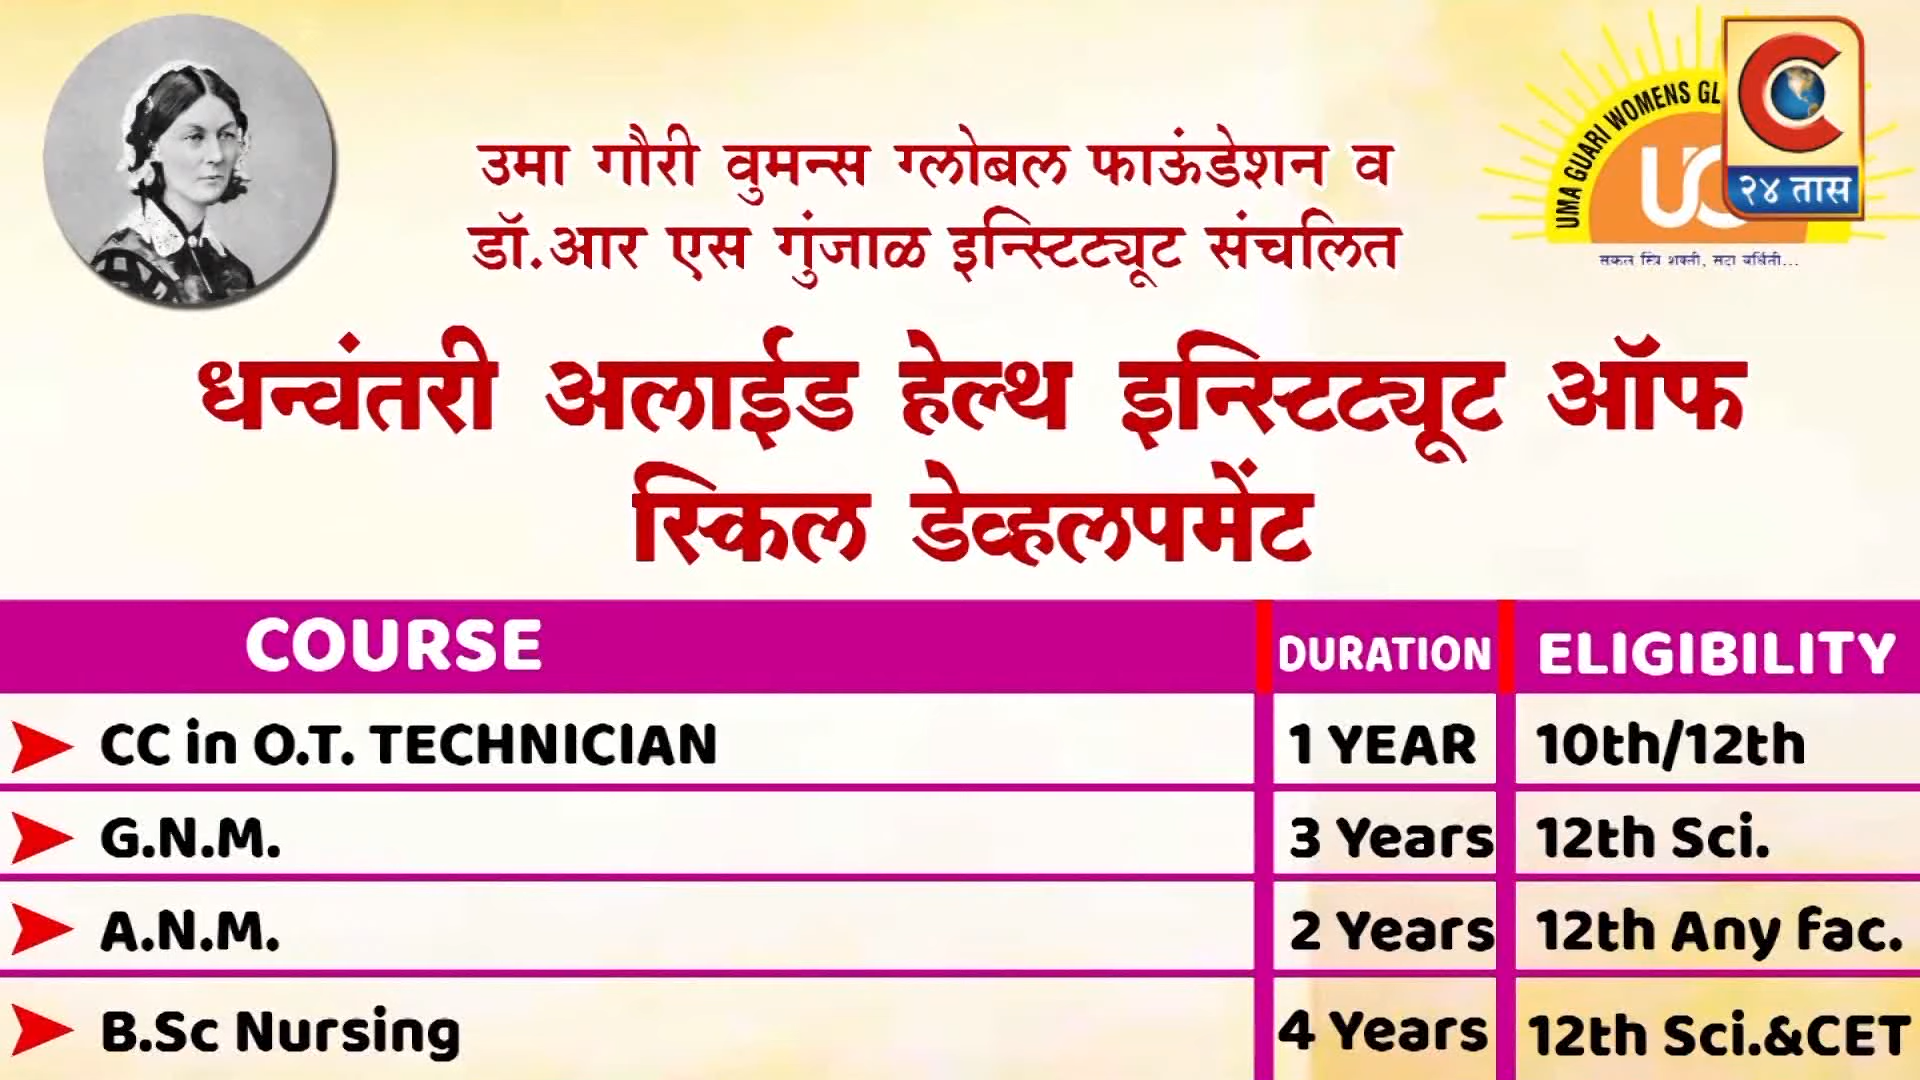 उमा गौरी वुमन्स ग्लोबल फाऊंडेशन व
डॉ.आर एस गुंजाळ इन्स्टिट्यूट संचलित
UMA GUARI WOMENS
२४ तास
धन्वंतरी अलाईड हेल्थ इन्स्टिट्यूट ऑफ
स्किल डेव्हलपमेंट
COURSE DURATION ELIGIBILITY
CC in O.T. TECHNICIAN 1 YEAR 10th/12th
G.N.M. 3 Years 12th Sci.
A.N.M. 2 Years 12th Any fac.
B.Sc Nursing 4 Years 12th Sci.&CET